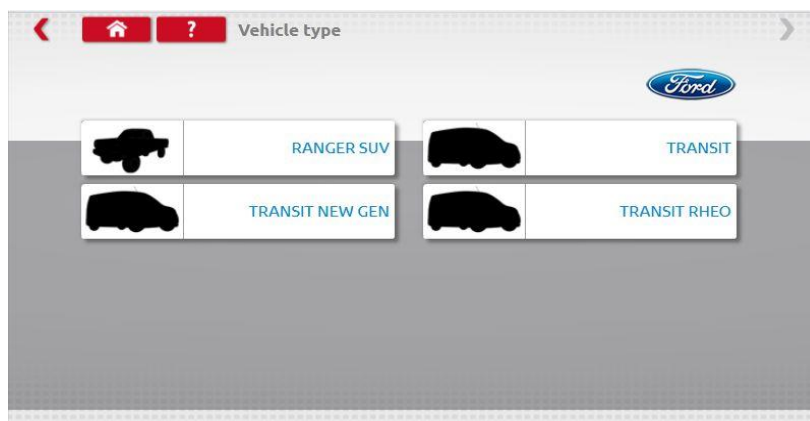 ? Vehicle type
Ford
RANGER SUV
TRANSIT
TRANSIT NEW GEN
TRANSIT RHEO